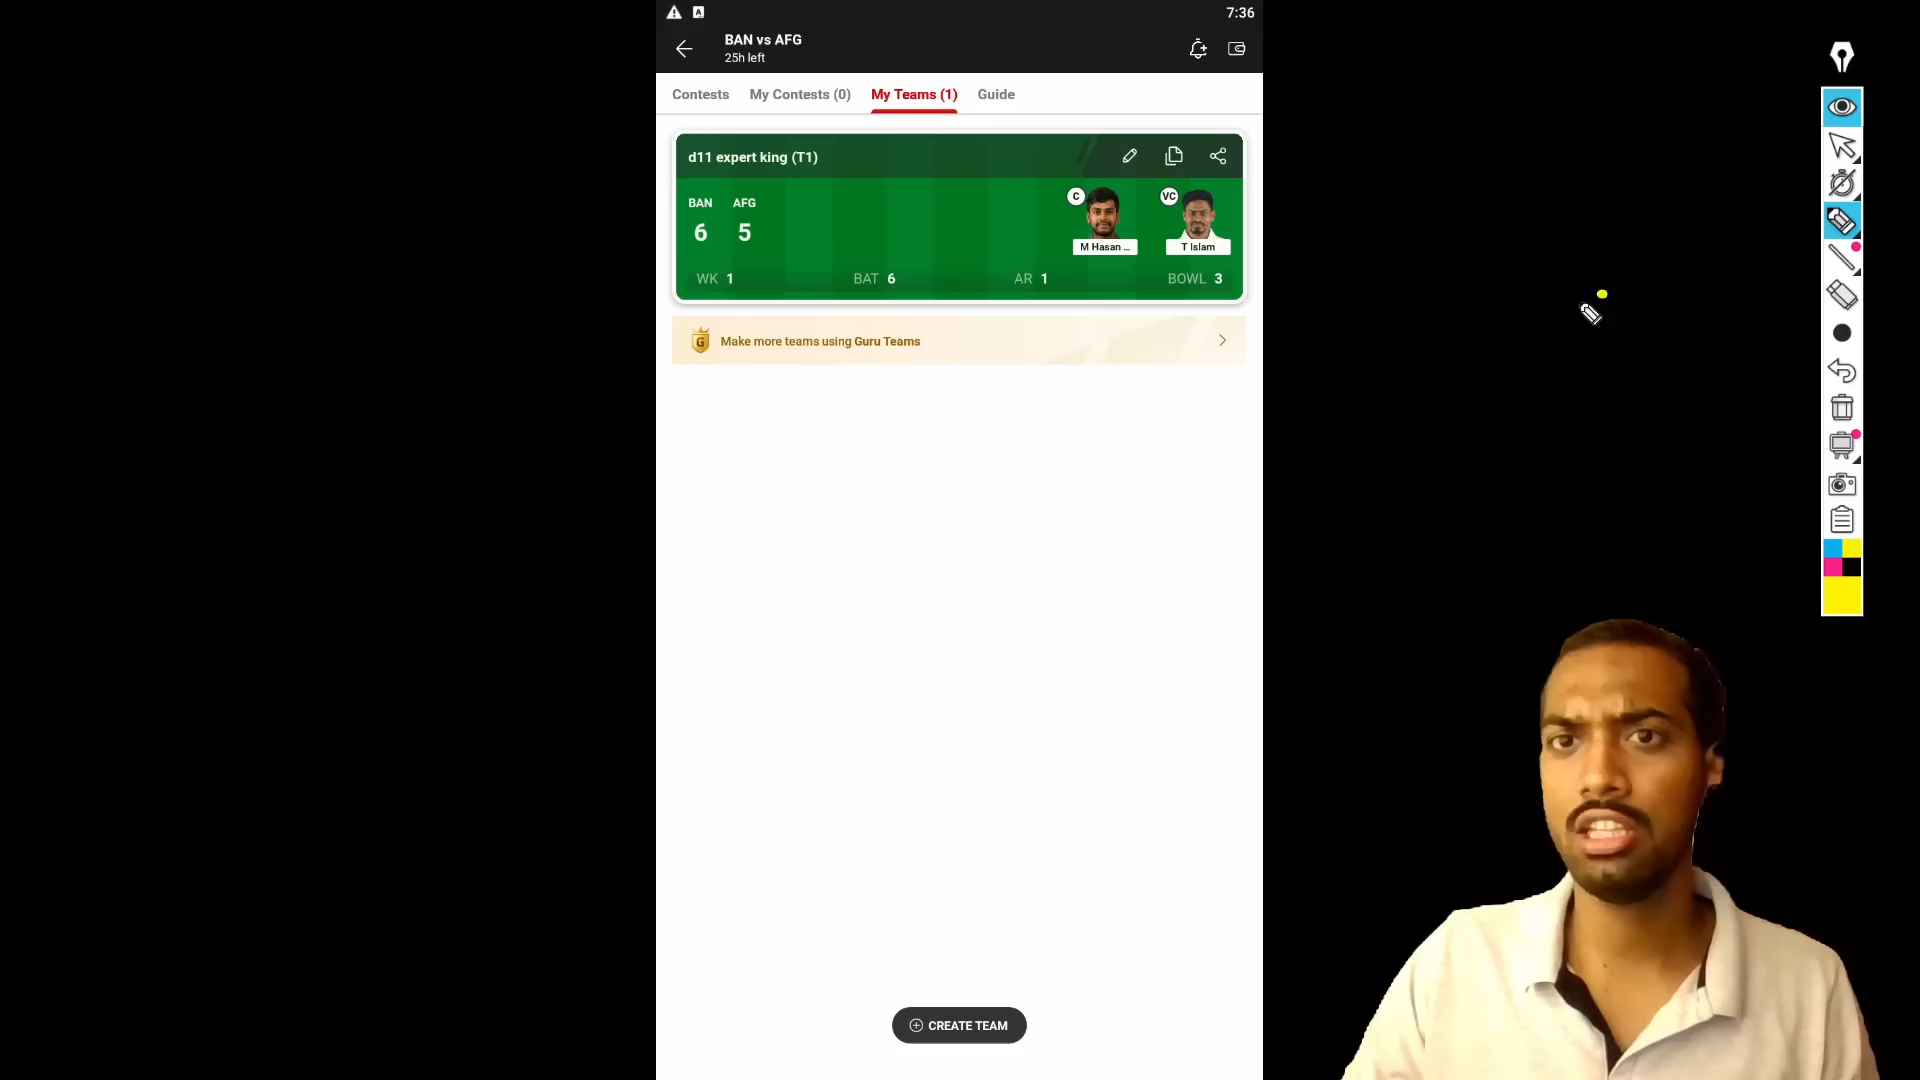 7:36
BAN vs AFG
25h left
Contests My Contests (0) My Teams (1) Guide
d11 expert king (T1)
BAN AFG
6 5
C VC
M Hasan ... T Islam
WK 1 BAT 6 AR 1 BOWL 3
G Make more teams using Guru Teams
CREATE TEAM